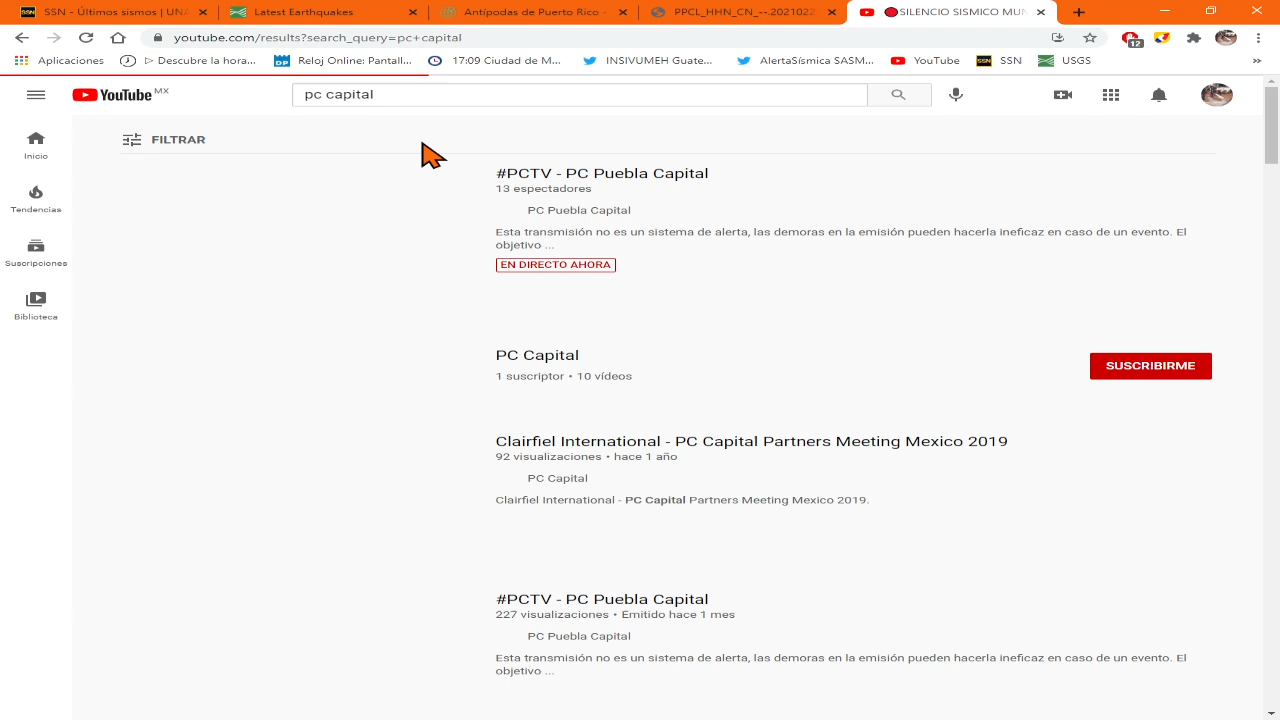 SSN - Últimos sismos | UNA
Latest Earthquakes
Antípodas de Puerto Rico -
PPCL_HHN_CN_--.2021022
SILENCIO SISMICO MUN
youtube.com/results?search_query=pc+capital
12
Aplicaciones
Descubre la hora...
DP
Reloj Online: Pantall...
17:09 Ciudad de M...
INSIVUMEH Guate...
AlertaSísmica SASM...
YouTube
SSN
SSN
USGS
»
YouTube MX
pc capital
FILTRAR
Inicio
Tendencias
Suscripciones
Biblioteca
#PCTV - PC Puebla Capital
13 espectadores
PC Puebla Capital
Esta transmisión no es un sistema de alerta, las demoras en la emisión pueden hacerla ineficaz en caso de un evento. El
objetivo ...
EN DIRECTO AHORA
PC Capital
1 suscriptor • 10 vídeos
SUSCRIBIRME
Clairfiel International - PC Capital Partners Meeting Mexico 2019
92 visualizaciones • hace 1 año
PC Capital
Clairfiel International - PC Capital Partners Meeting Mexico 2019.
#PCTV - PC Puebla Capital
227 visualizaciones • Emitido hace 1 mes
PC Puebla Capital
Esta transmisión no es un sistema de alerta, las demoras en la emisión pueden hacerla ineficaz en caso de un evento. El
objetivo ...